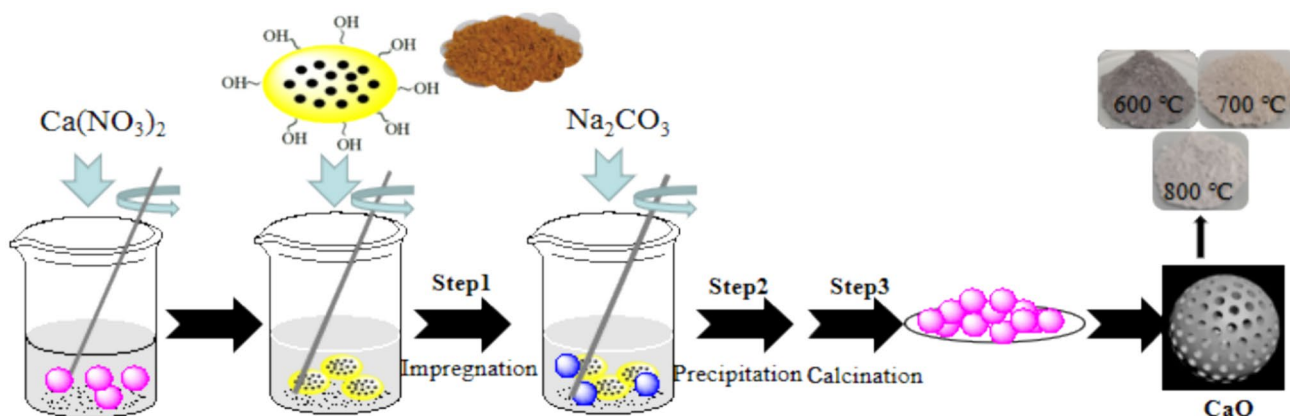 OH
OH
OH
OH
OH
OH
OH
OH
OH
OH
Ca(NO₃)₂
Na₂CO₃
600 ℃
700 ℃
800 ℃
Step1
Impregnation
Step2
Precipitation
Step3
Calcination
CaO